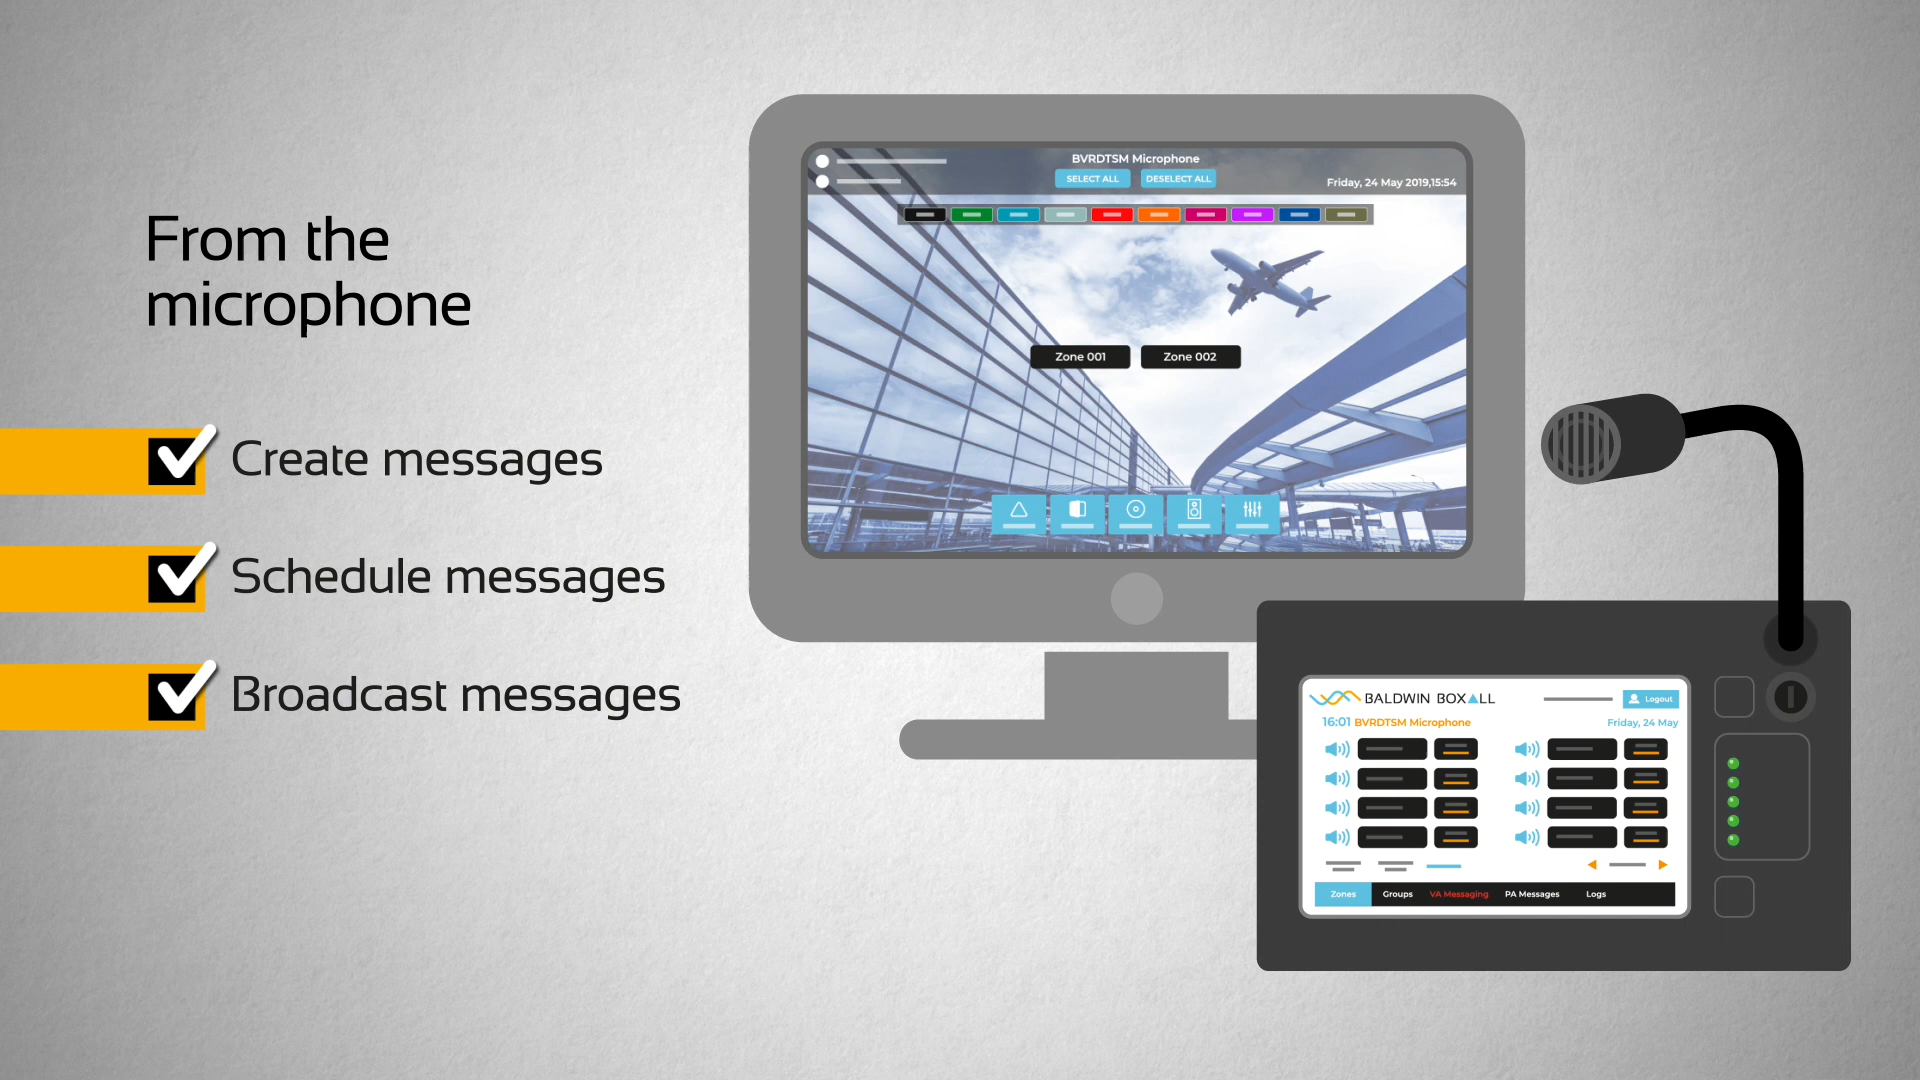 From the
microphone
Create messages
Schedule messages
Broadcast messages
BVRDTSM Microphone
SELECT ALL DESELECT ALL
Friday, 24 May 2019,15:54
Zone 001 Zone 002
BALDWIN BOXALL
Logout
16:01 BVRDTSM Microphone
Friday, 24 May
Zones Groups VA Messaging PA Messages Logs